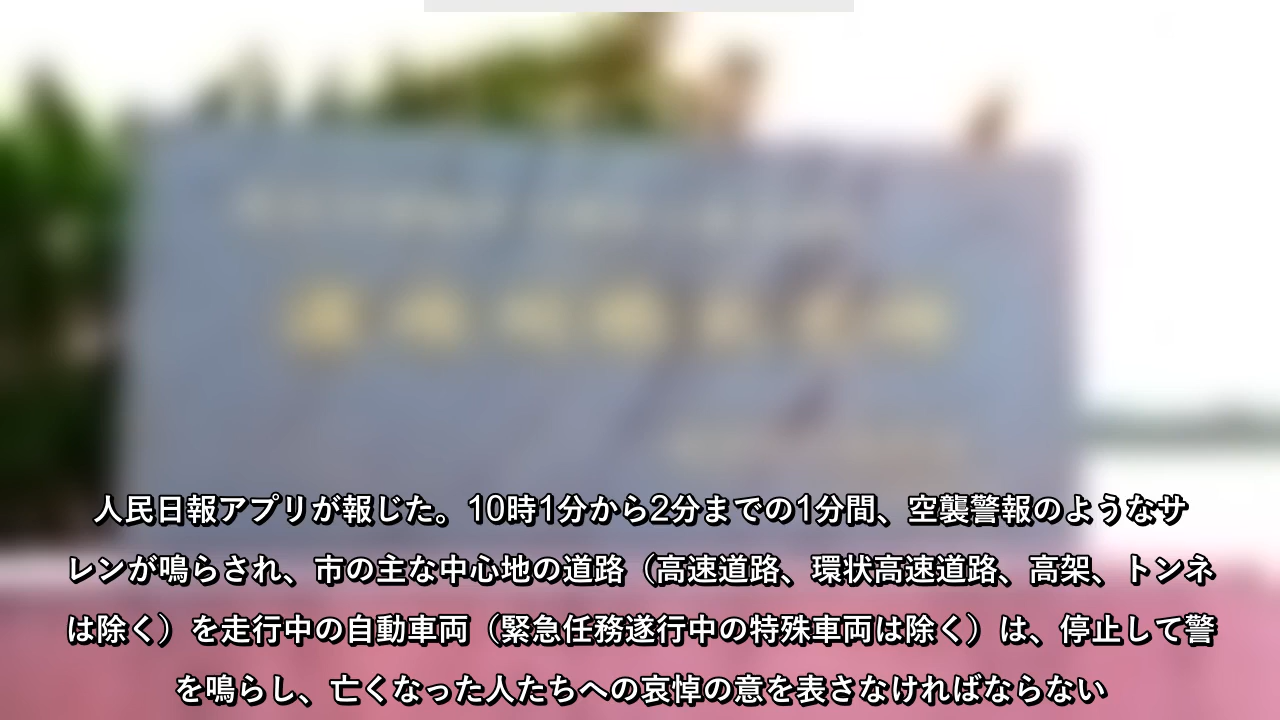 人民日報アプリが報じた。10時1分から2分までの1分間、空襲警報のようなサ
レンが鳴らされ、市の主な中心地の道路（高速道路、環状高速道路、高架、トンネ
は除く）を走行中の自動車両（緊急任務遂行中の特殊車両は除く）は、停止して警
を鳴らし、亡くなった人たちへの哀悼の意を表さなければならない